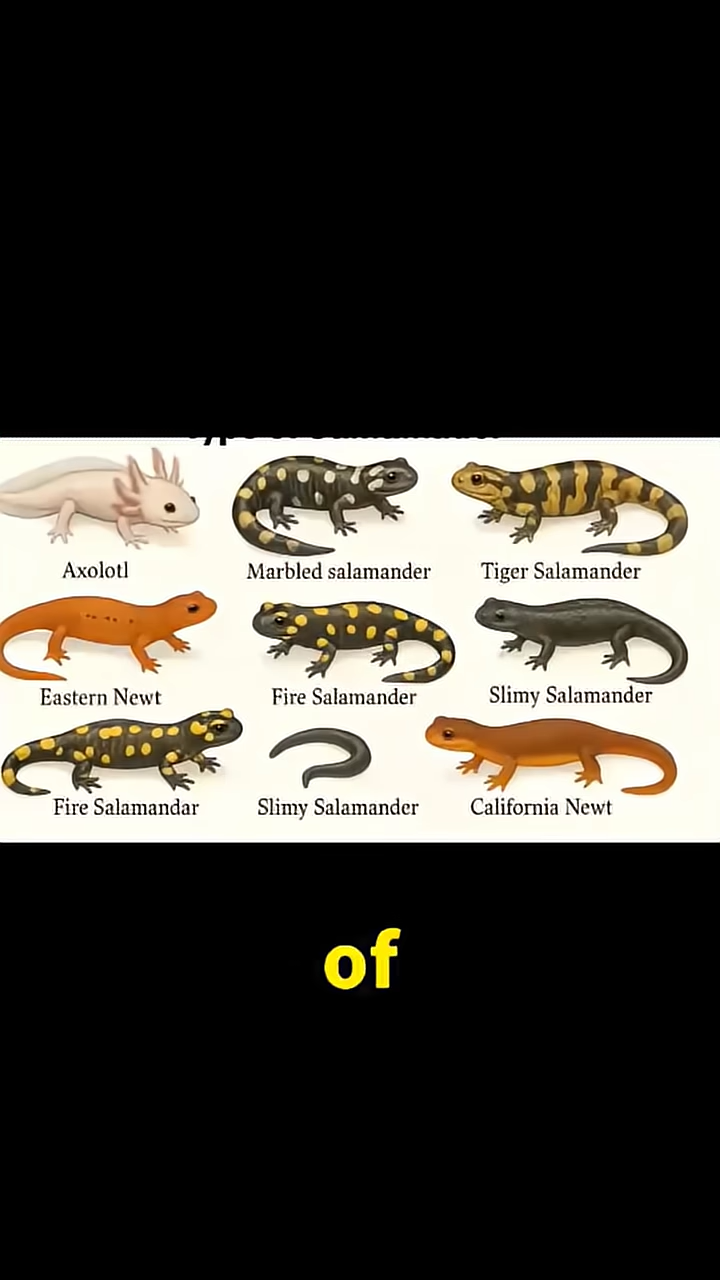 Axolotl
Marbled salamander
Tiger Salamander
Eastern Newt
Fire Salamander
Slimy Salamander
Fire Salamandar
Slimy Salamander
California Newt
of